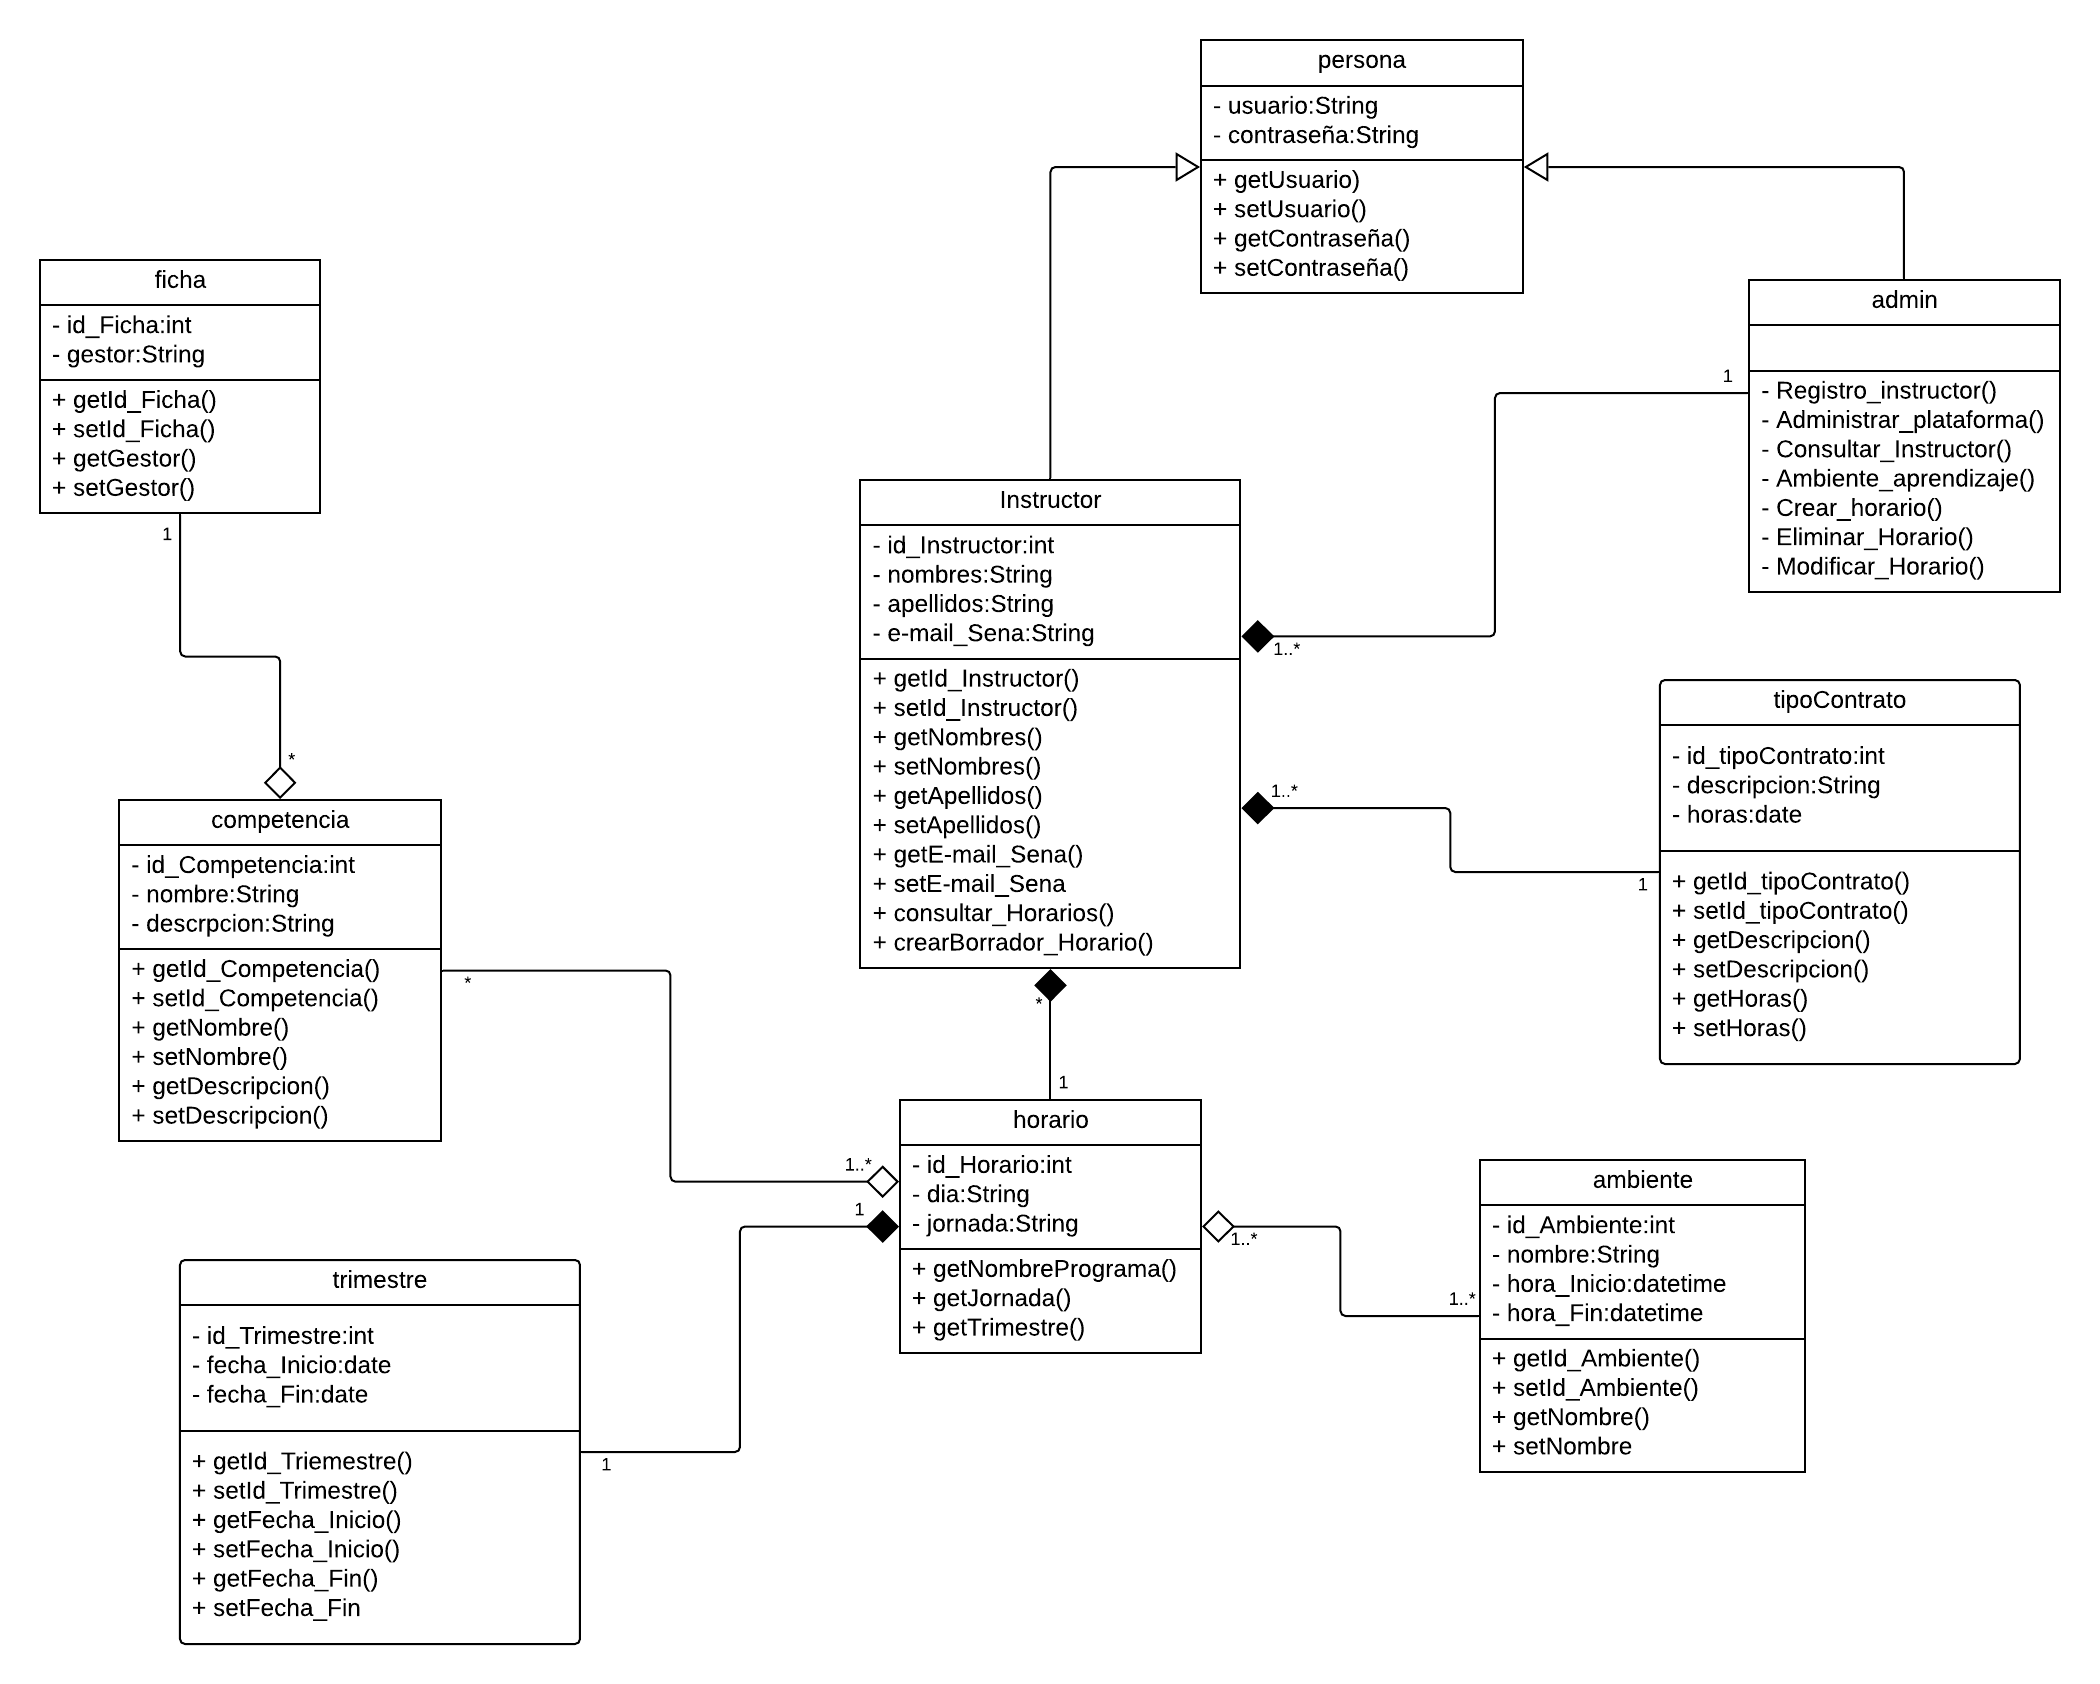 persona
- usuario:String
- contraseña:String
+ getUsuario)
+ setUsuario()
+ getContraseña()
+ setContraseña()
ficha
- id_Ficha:int
- gestor:String
+ getId_Ficha()
+ setId_Ficha()
+ getGestor()
+ setGestor()
1
*
admin
- Registro_instructor()
- Administrar_plataforma()
- Consultar_Instructor()
- Ambiente_aprendizaje()
- Crear_horario()
- Eliminar_Horario()
- Modificar_Horario()
1
1..*
Instructor
- id_Instructor:int
- nombres:String
- apellidos:String
- e-mail_Sena:String
+ getId_Instructor()
+ setId_Instructor()
+ getNombres()
+ setNombres()
+ getApellidos()
+ setApellidos()
+ getE-mail_Sena()
+ setE-mail_Sena
+ consultar_Horarios()
+ crearBorrador_Horario()
1..*
1
*
1
tipoContrato
- id_tipoContrato:int
- descripcion:String
- horas:date
+ getId_tipoContrato()
+ setId_tipoContrato()
+ getDescripcion()
+ setDescripcion()
+ getHoras()
+ setHoras()
competencia
- id_Competencia:int
- nombre:String
- descrpcion:String
+ getId_Competencia()
+ setId_Competencia()
+ getNombre()
+ setNombre()
+ getDescripcion()
+ setDescripcion()
*
1..*
1
horario
- id_Horario:int
- dia:String
- jornada:String
+ getNombrePrograma()
+ getJornada()
+ getTrimestre()
1..*
1..*
ambiente
- id_Ambiente:int
- nombre:String
- hora_Inicio:datetime
- hora_Fin:datetime
+ getId_Ambiente()
+ setId_Ambiente()
+ getNombre()
+ setNombre
trimestre
- id_Trimestre:int
- fecha_Inicio:date
- fecha_Fin:date
+ getId_Triemestre()
+ setId_Trimestre()
+ getFecha_Inicio()
+ setFecha_Inicio()
+ getFecha_Fin()
+ setFecha_Fin
1